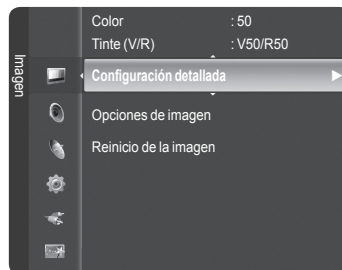 Imagen
Color : 50
Tinte (V/R) : V50/R50
Configuración detallada
Opciones de imagen
Reinicio de la imagen